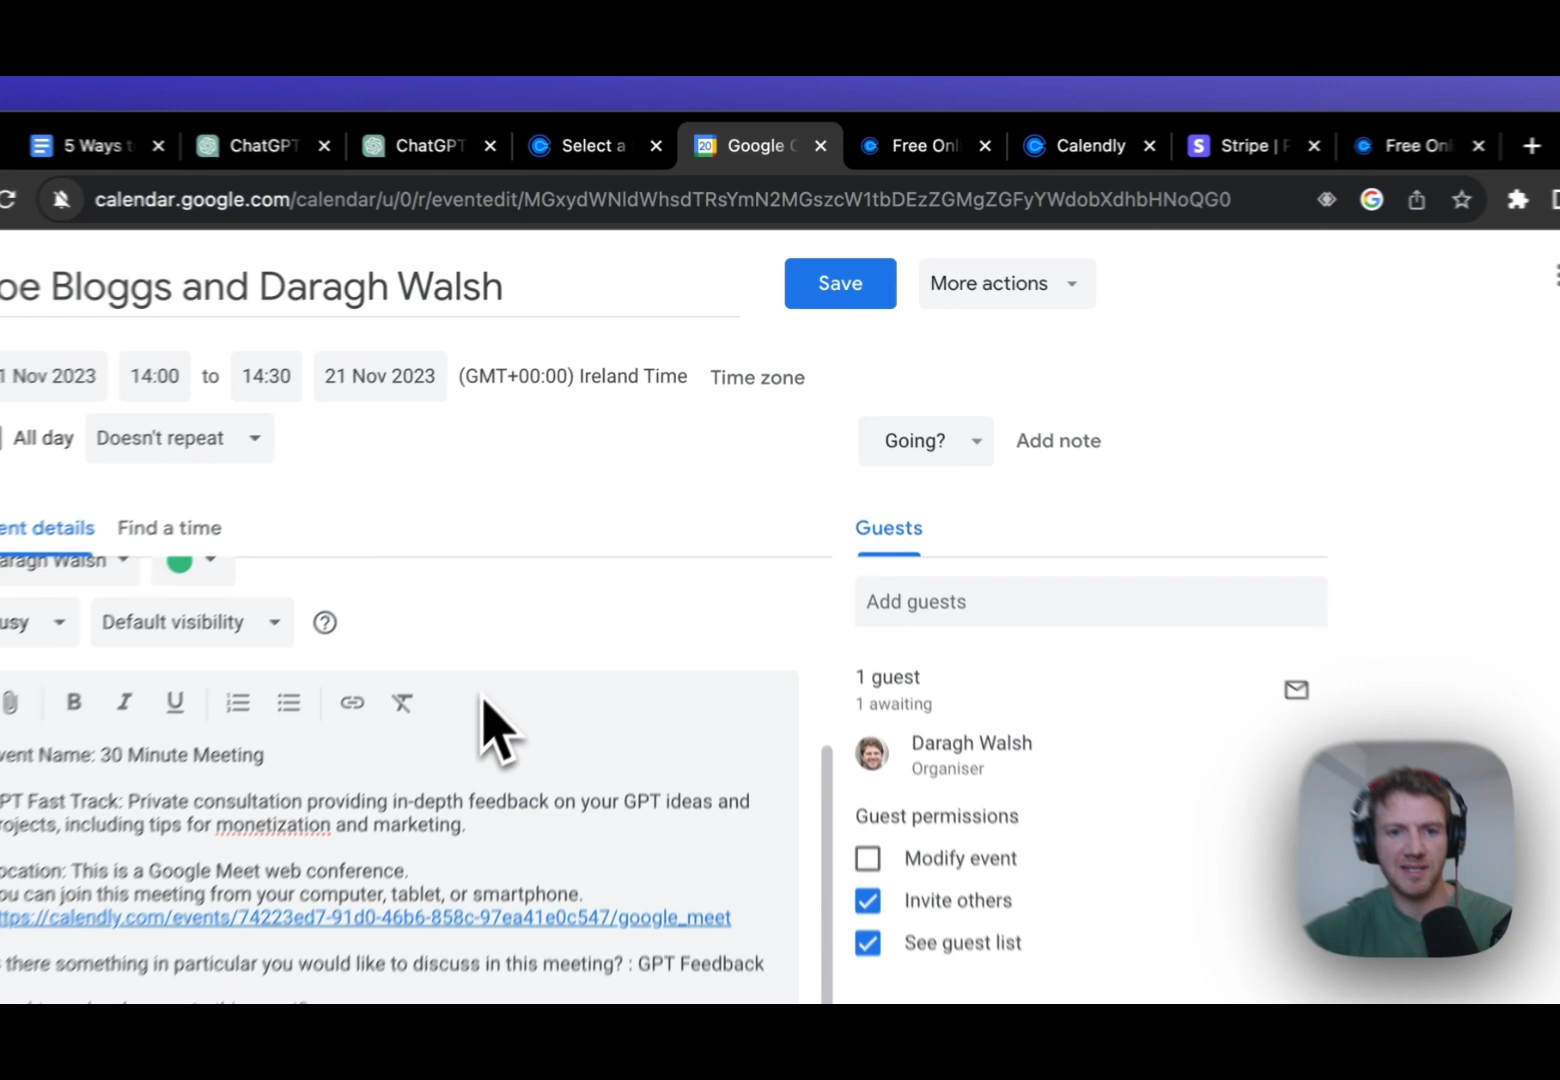 5 Ways t
ChatGPT
ChatGPT
Select a
Google C
Free Onl
Calendly
Stripe | P
Free Onl
calendar.google.com/calendar/u/0/r/eventedit/MGxydWNldWhsdTRsYmN2MGszcW1tbDEzZGMgZGFyYWdobXdhbHNoQG0
oe Bloggs and Daragh Walsh
Save
More actions
1 Nov 2023
14:00
to
14:30
21 Nov 2023
(GMT+00:00) Ireland Time
Time zone
All day
Doesn't repeat
Going?
Add note
ent details
Find a time
Guests
aragh Walsh
Add guests
usy
Default visibility
1 guest
1 awaiting
Daragh Walsh
Organiser
vent Name: 30 Minute Meeting
PT Fast Track: Private consultation providing in-depth feedback on your GPT ideas and
rojects, including tips for monetization and marketing.
ocation: This is a Google Meet web conference.
ou can join this meeting from your computer, tablet, or smartphone.
ttps://calendly.com/events/74223ed7-91d0-46b6-858c-97ea41e0c547/google_meet
there something in particular you would like to discuss in this meeting? : GPT Feedback
Guest permissions
Modify event
Invite others
See guest list